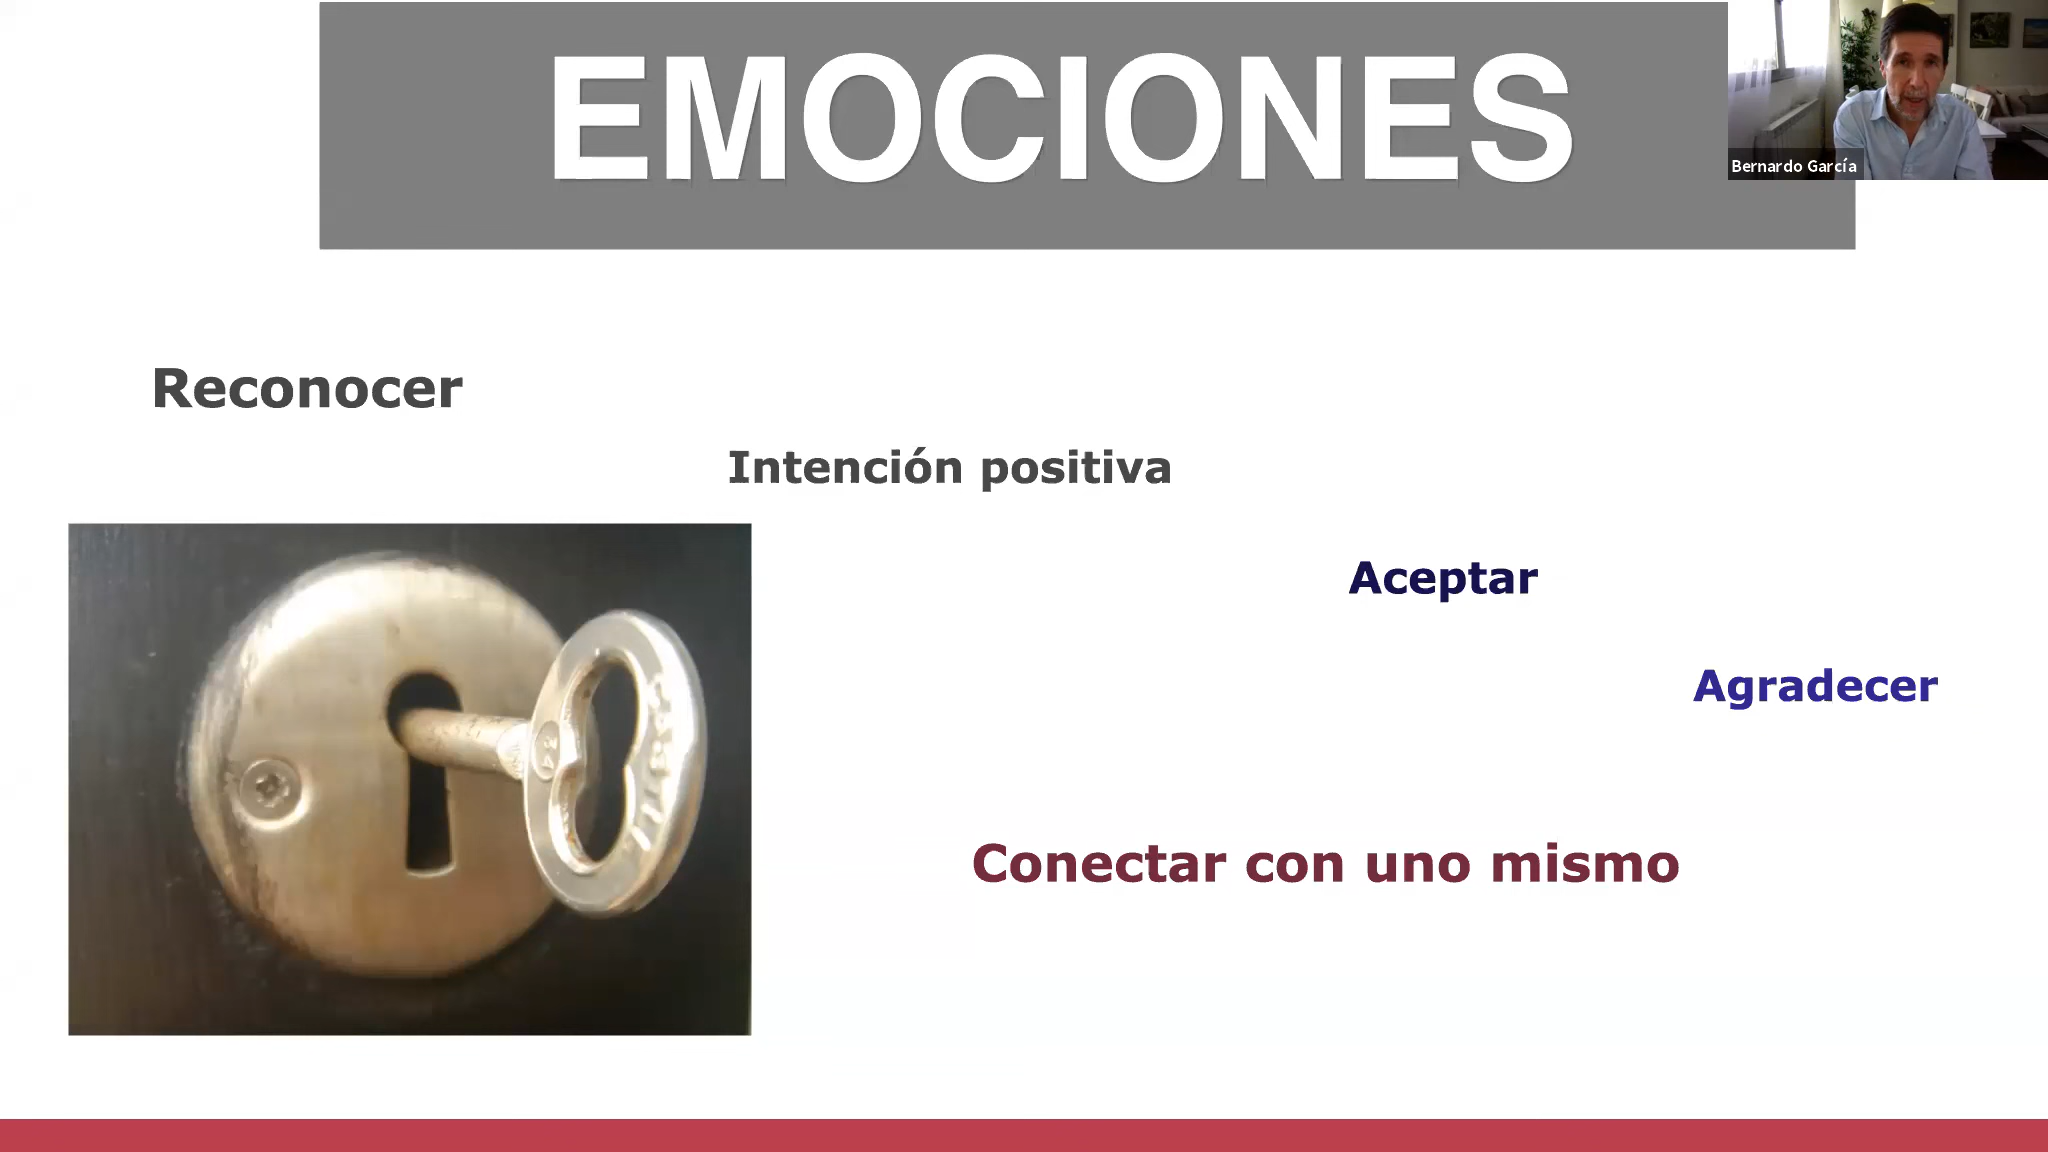 EMOCIONES
Bernardo García
Reconocer
Intención positiva
Aceptar
Agradecer
Conectar con uno mismo